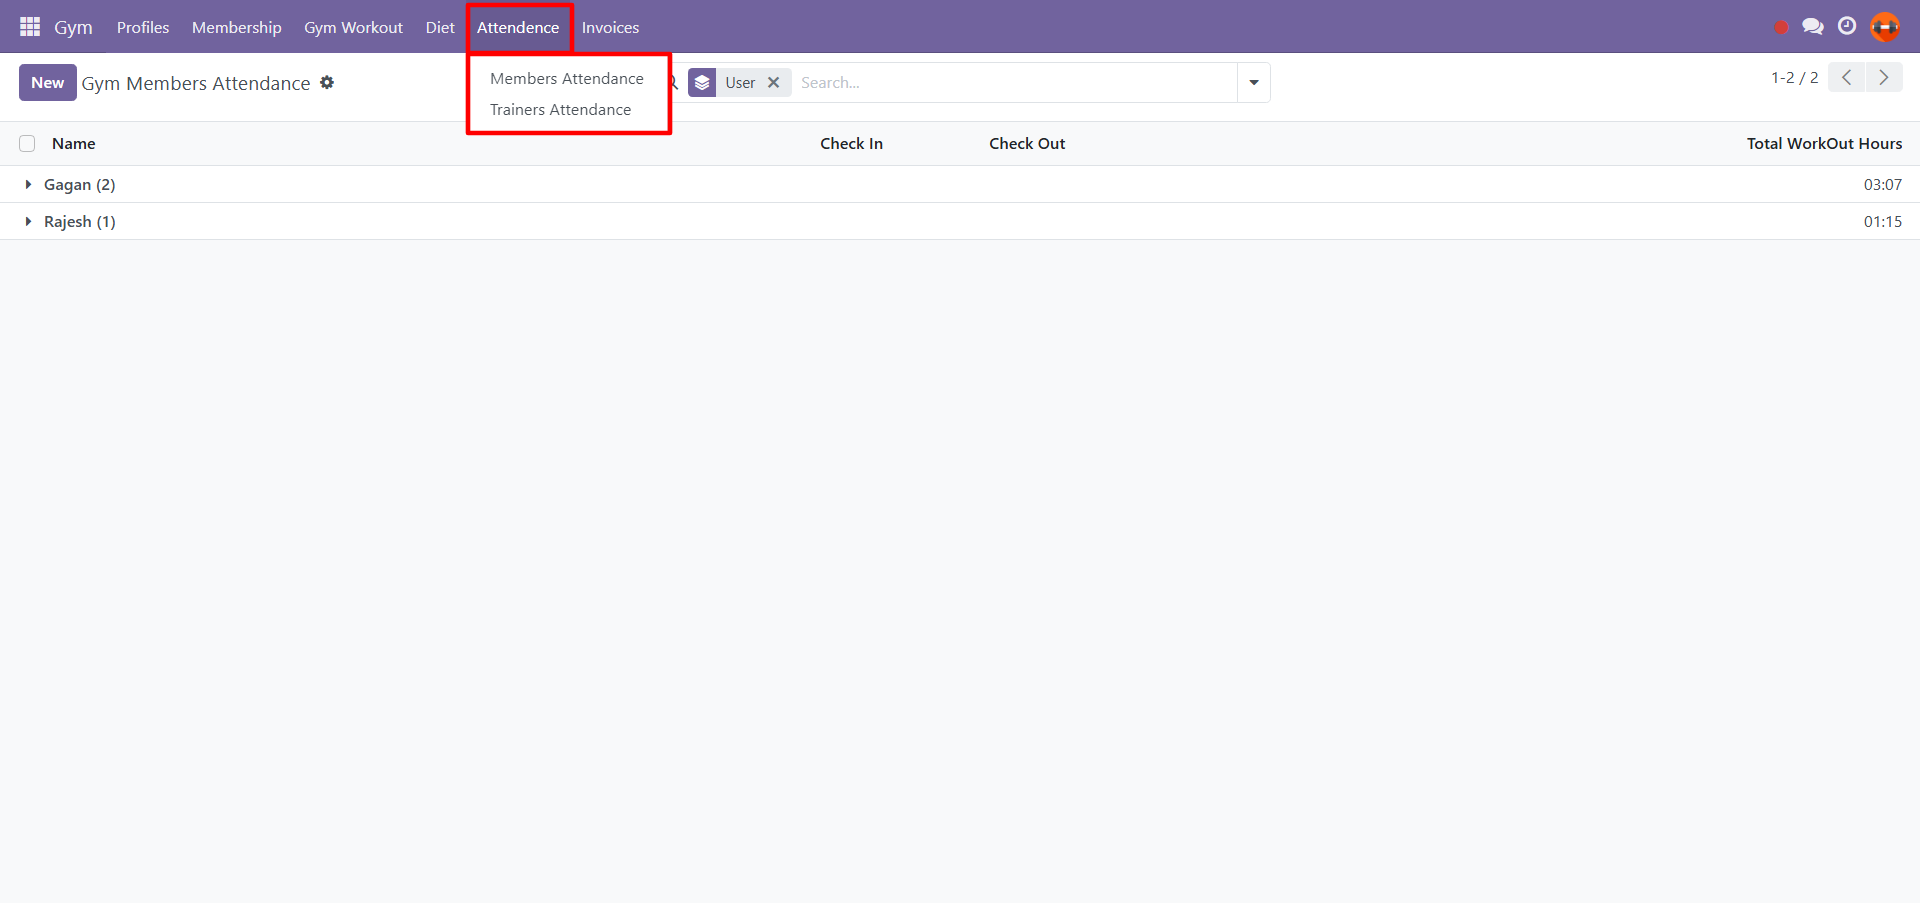 Gym Profiles Membership Gym Workout Diet Attendence Invoices
New Gym Members Attendance User Search... 1-2 / 2
Members Attendance
Trainers Attendance
Name Check In Check Out Total WorkOut Hours
Gagan (2) 03:07
Rajesh (1) 01:15